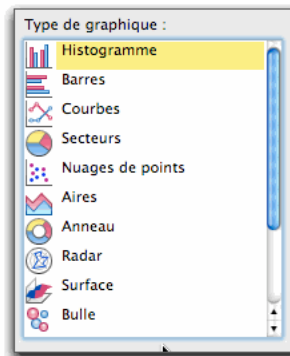 Type de graphique :
Histogramme
Barres
Courbes
Secteurs
Nuages de points
Aires
Anneau
Radar
Surface
Bulle